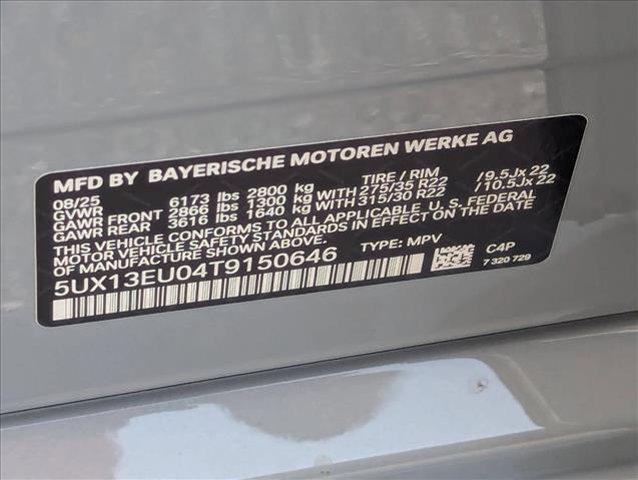 MFD BY BAYERISCHE MOTOREN WERKE AG
08/25 TIRE / RIM
GVWR 6173 lbs 2800 kg
GAWR FRONT 2866 lbs 1300 kg WITH 275/35 R22 / 9.5Jx 22
GAWR REAR 3616 lbs 1640 kg WITH 315/30 R22 / 10.5Jx 22
THIS VEHICLE CONFORMS TO ALL APPLICABLE U. S. FEDERAL
MOTOR VEHICLE SAFETY STANDARDS IN EFFECT ON THE DATE OF
MANUFACTURE SHOWN ABOVE.
5UX13EU04T9150646 TYPE: MPV C4P
7 320 729